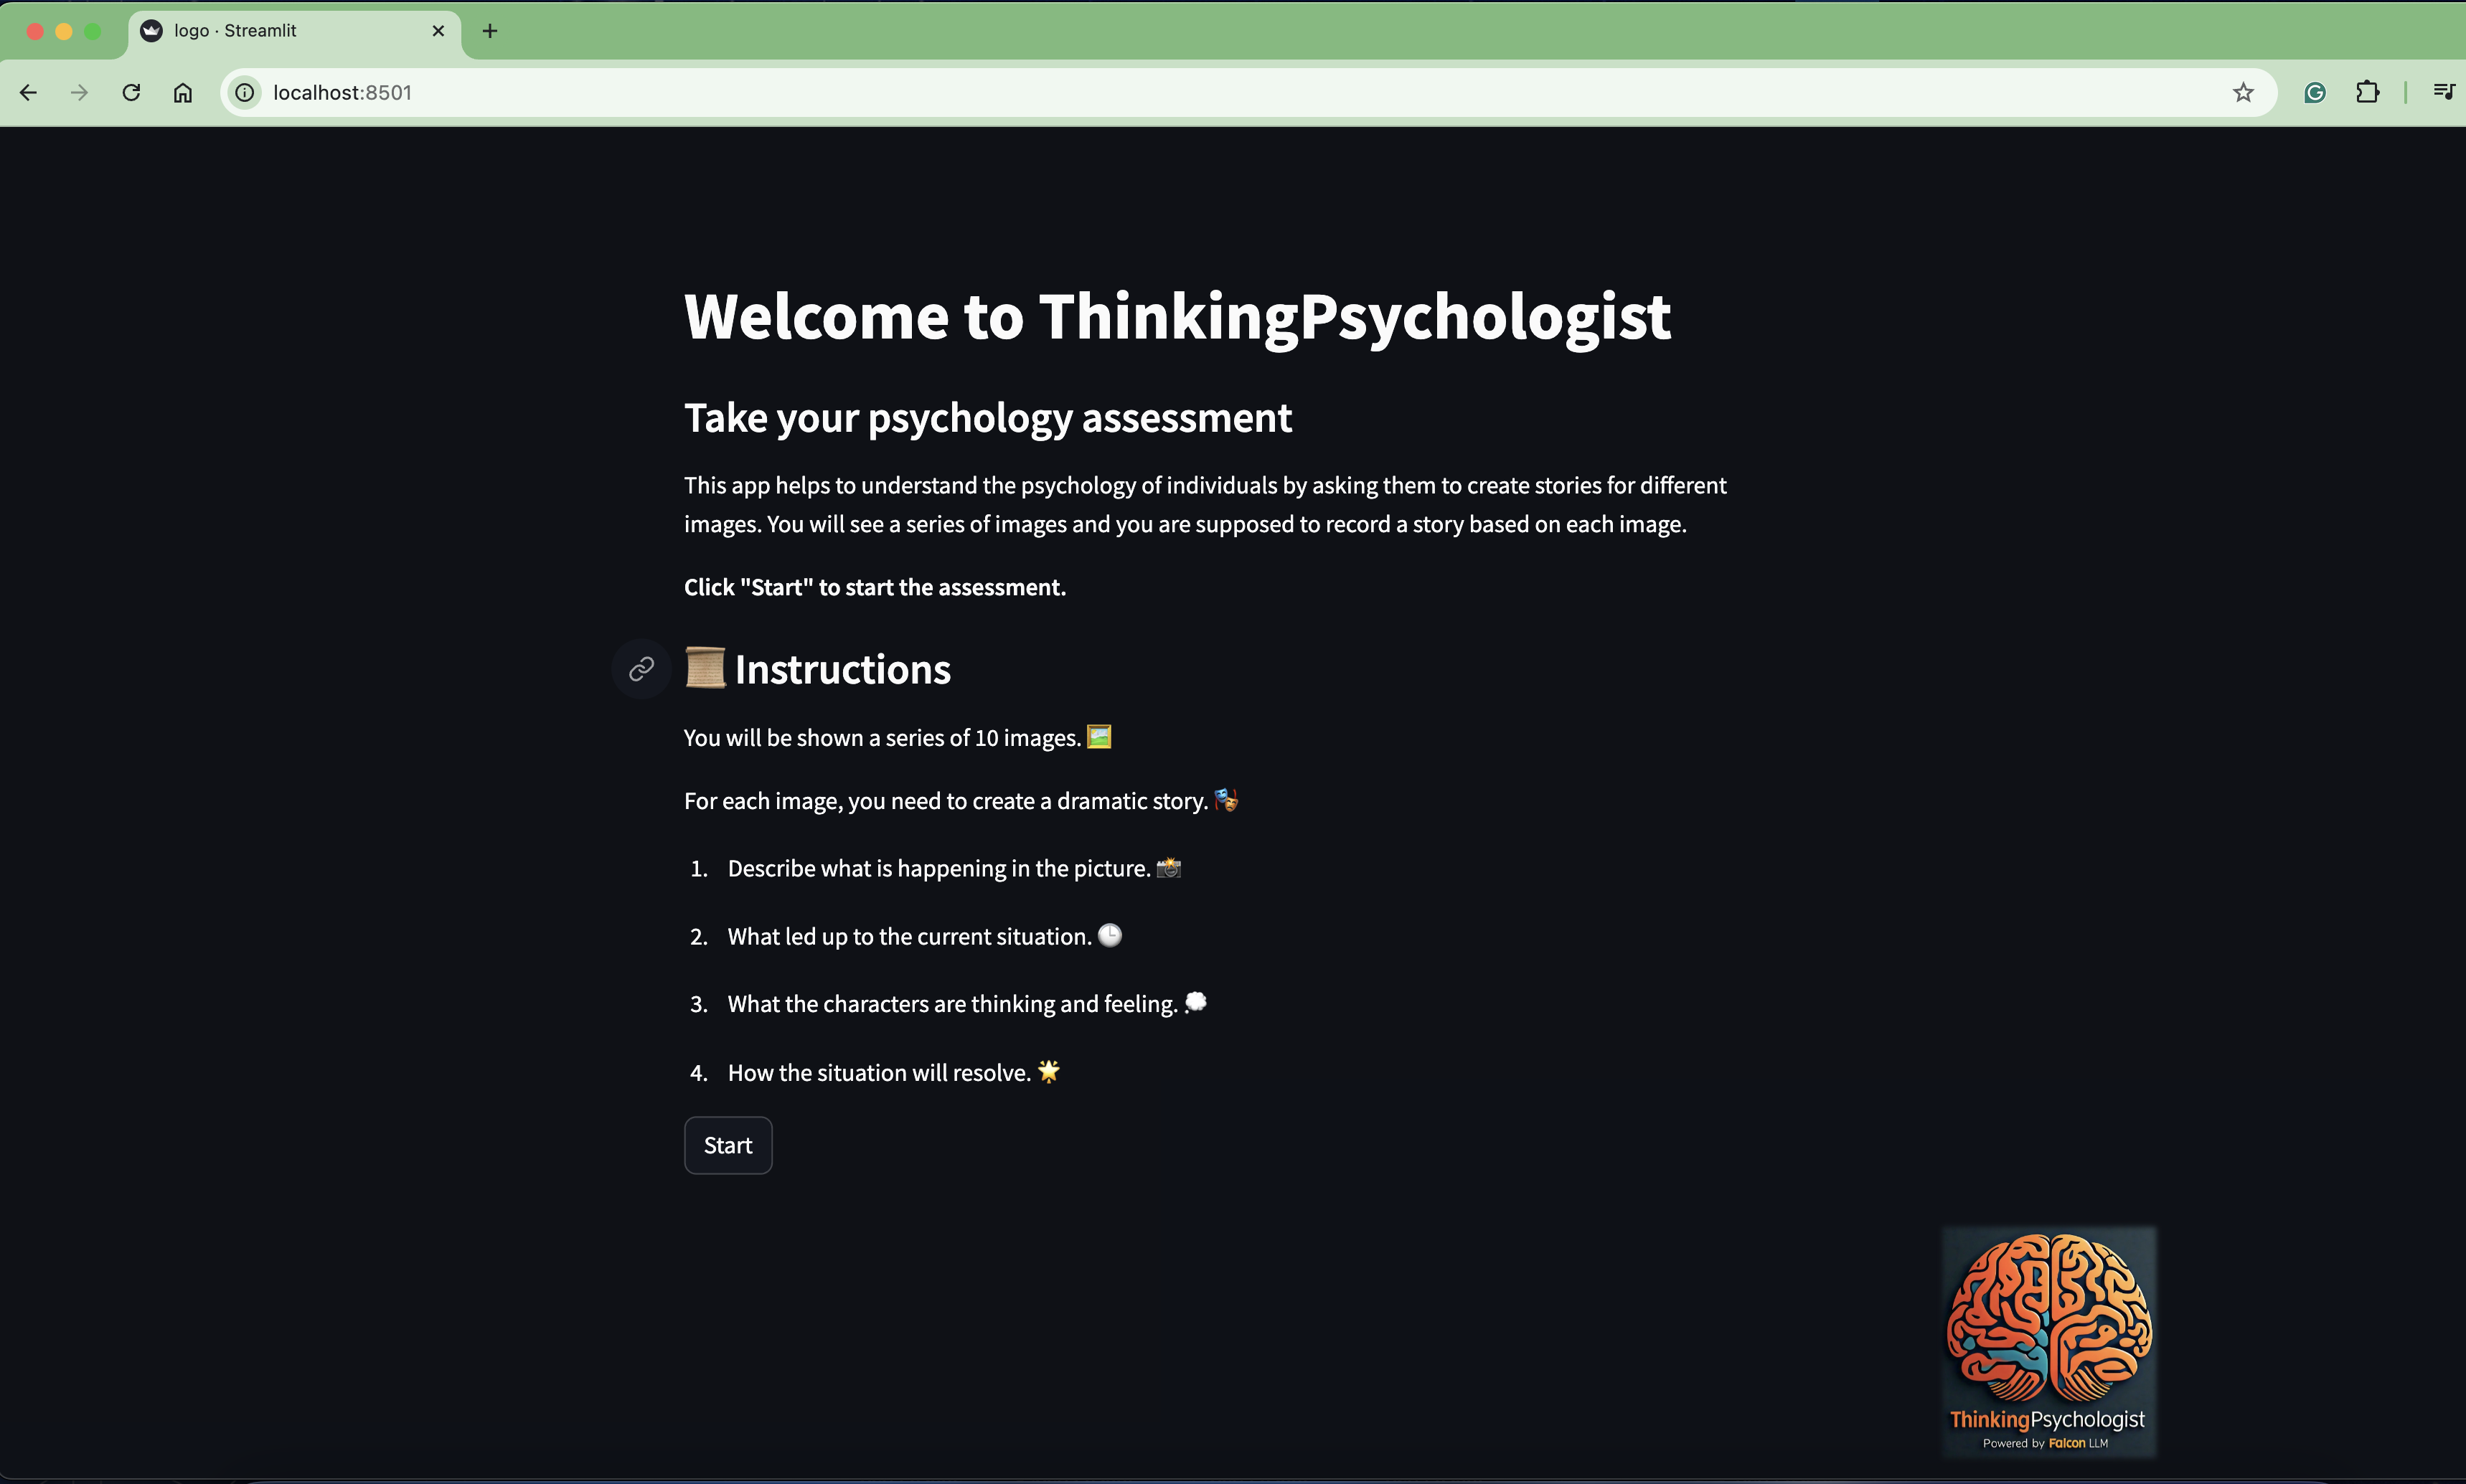 logo · Streamlit
localhost:8501
Welcome to ThinkingPsychologist
Take your psychology assessment
This app helps to understand the psychology of individuals by asking them to create stories for different
images. You will see a series of images and you are supposed to record a story based on each image.
Click "Start" to start the assessment.
Instructions
You will be shown a series of 10 images.
For each image, you need to create a dramatic story.
1. Describe what is happening in the picture.
2. What led up to the current situation.
3. What the characters are thinking and feeling.
4. How the situation will resolve.
Start
ThinkingPsychologist
Powered by Falcon LLM